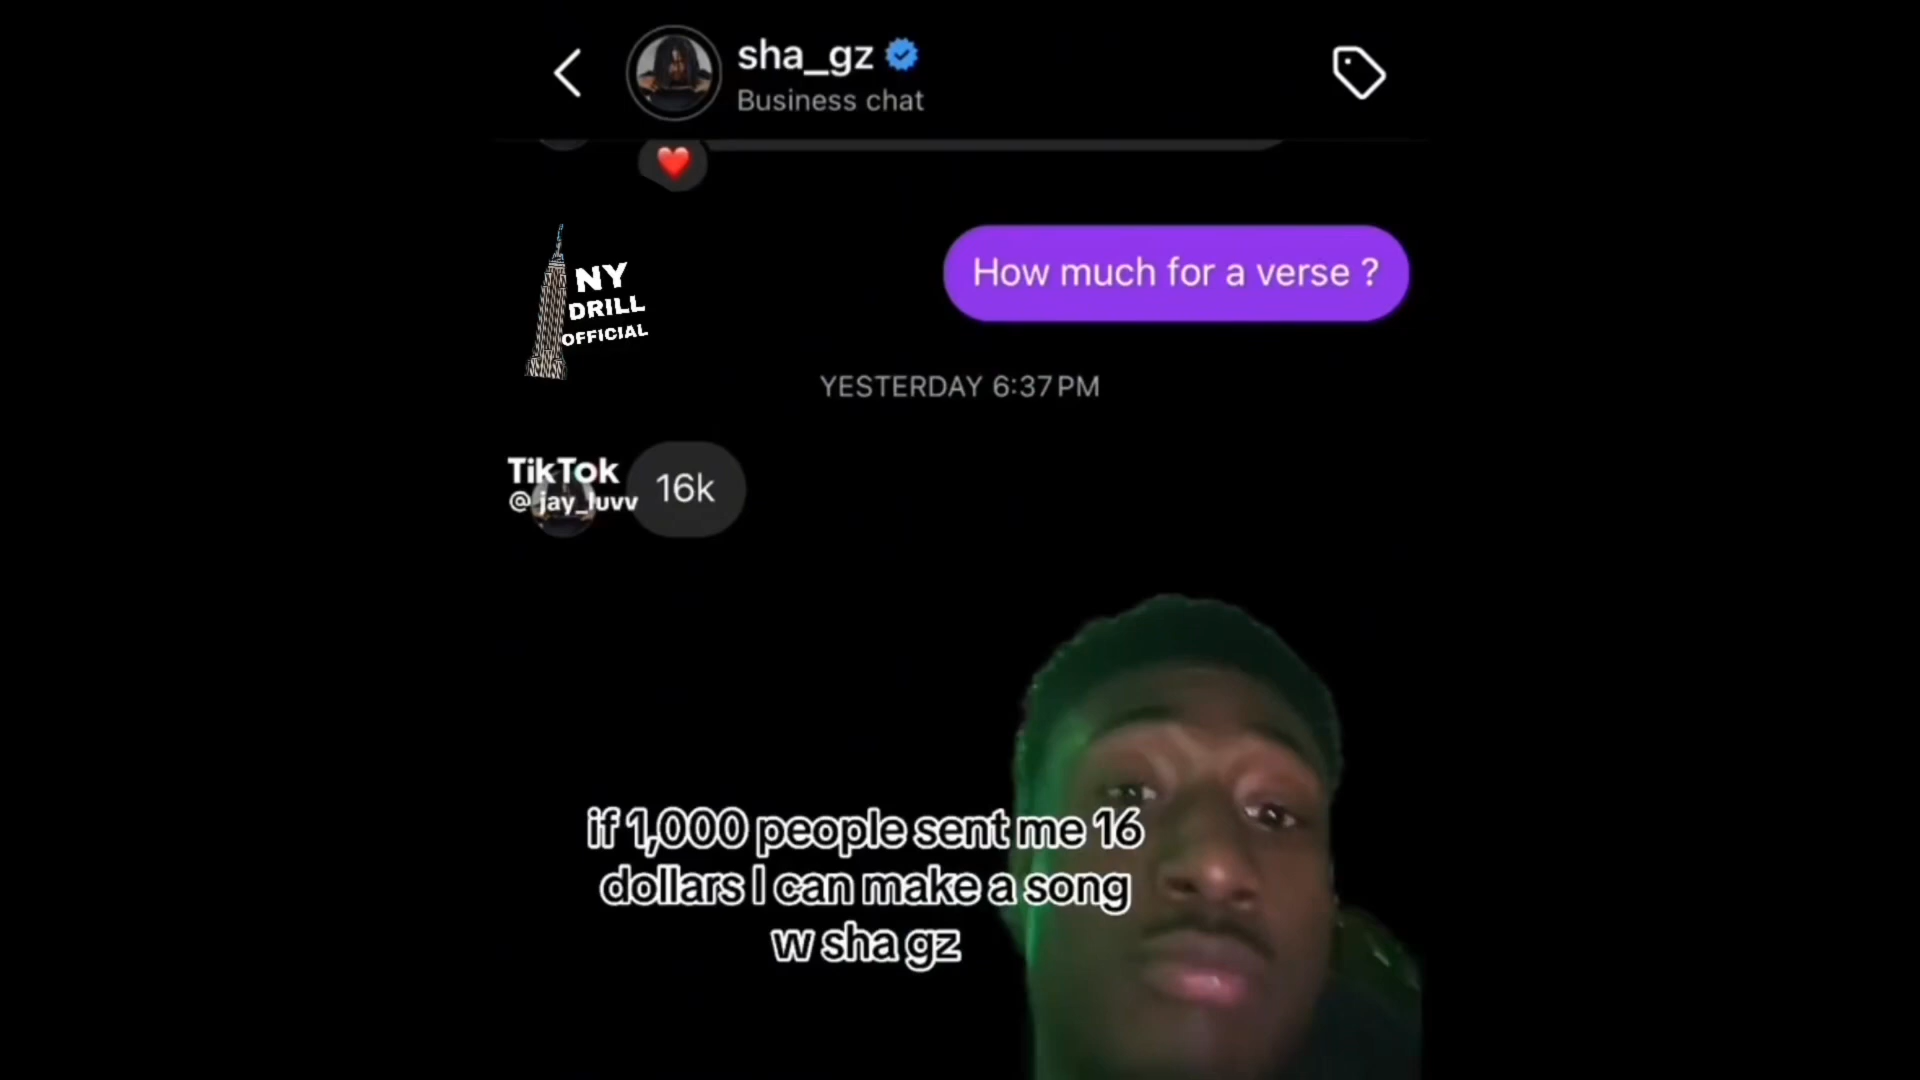 sha_gz
Business chat
How much for a verse ?
NY
DRILL
OFFICIAL
YESTERDAY 6:37 PM
TikTok
@jay_luvv
16k
if 1,000 people sent me 16
dollars I can make a song
w sha gz